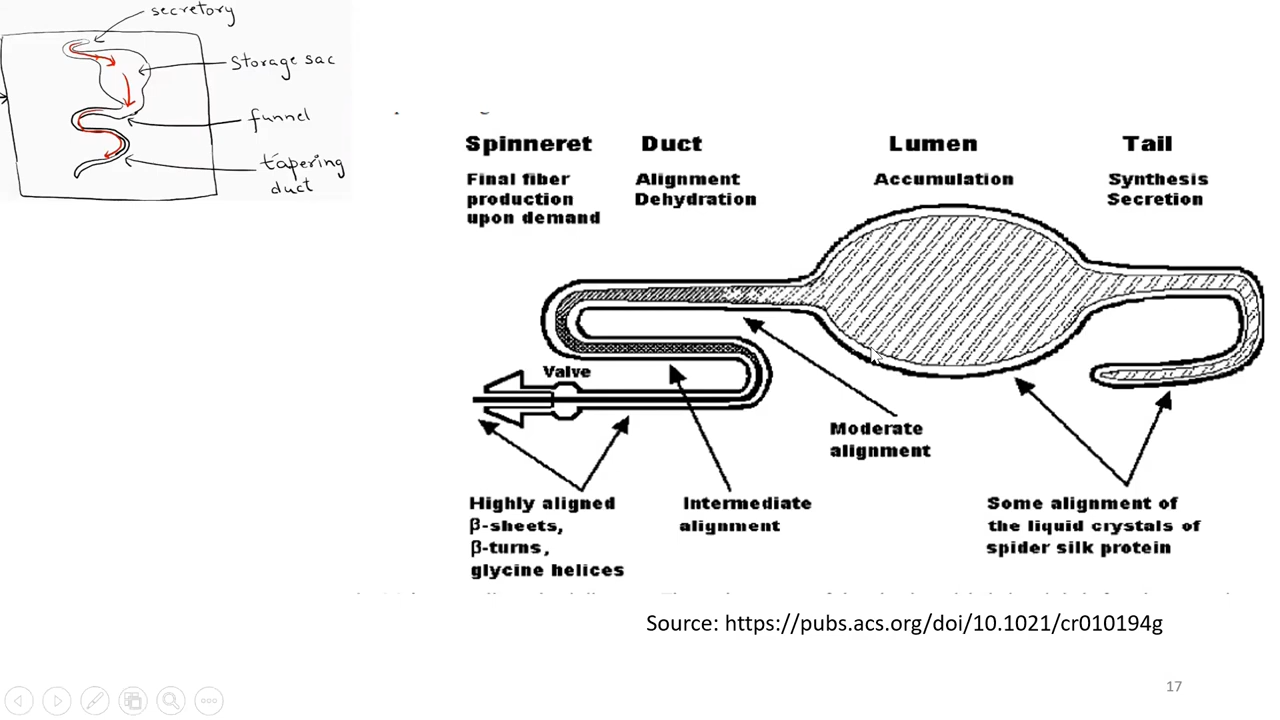 secretory
Storage sac
funnel
tapering
duct
Spinneret
Final fiber
production
upon demand
Duct
Alignment
Dehydration
Lumen
Accumulation
Tail
Synthesis
Secretion
Valve
Moderate
alignment
Highly aligned
β-sheets,
β-turns,
glycine helices
Intermediate
alignment
Some alignment of
the liquid crystals of
spider silk protein
Source: https://pubs.acs.org/doi/10.1021/cr010194g
17